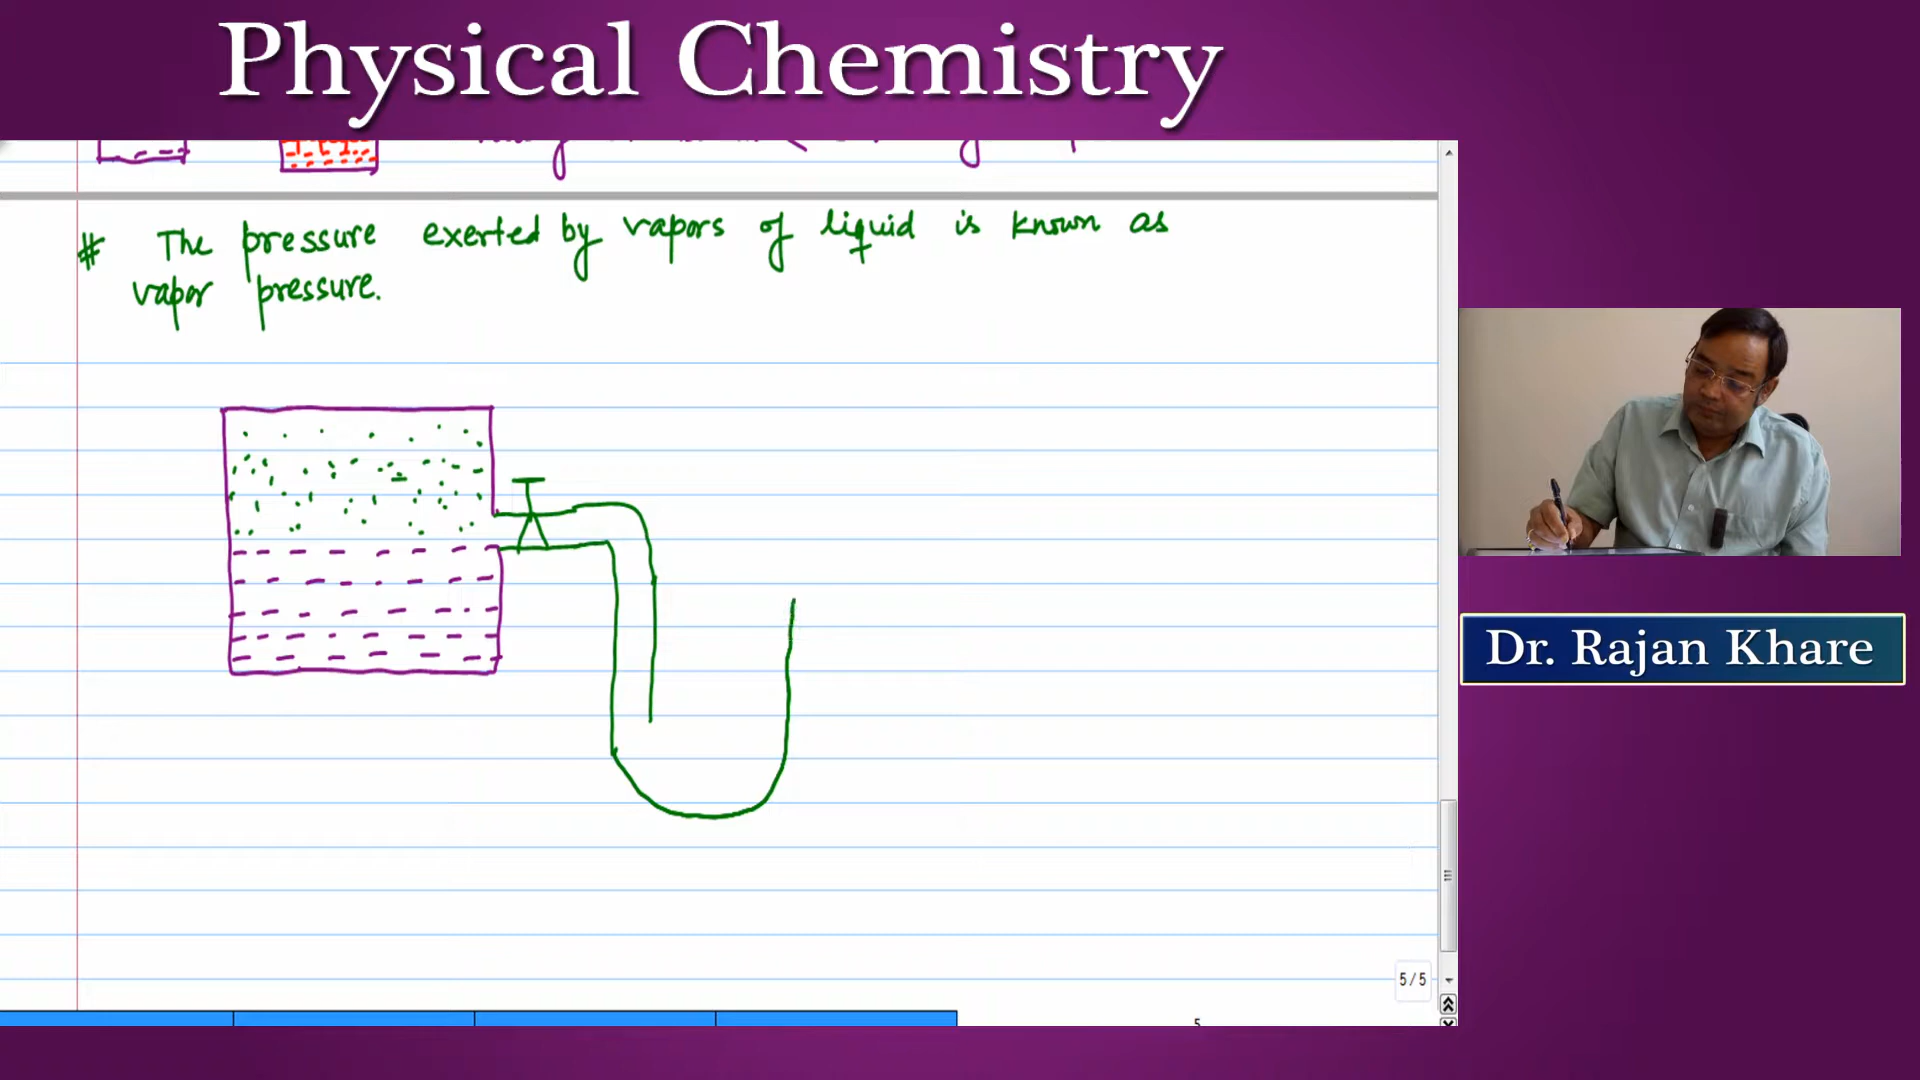 Physical Chemistry
# The pressure exerted by vapors of liquid is known as
vapor pressure.
Dr. Rajan Khare
5/5
5